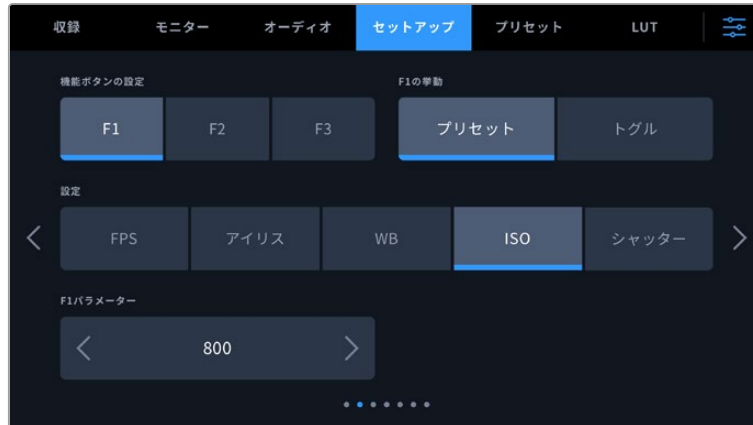 収録 モニター オーディオ セットアップ プリセット LUT
機能ボタンの設定 F1の挙動
F1 F2 F3 プリセット トグル
設定
FPS アイリス WB ISO シャッター
F1パラメーター
800